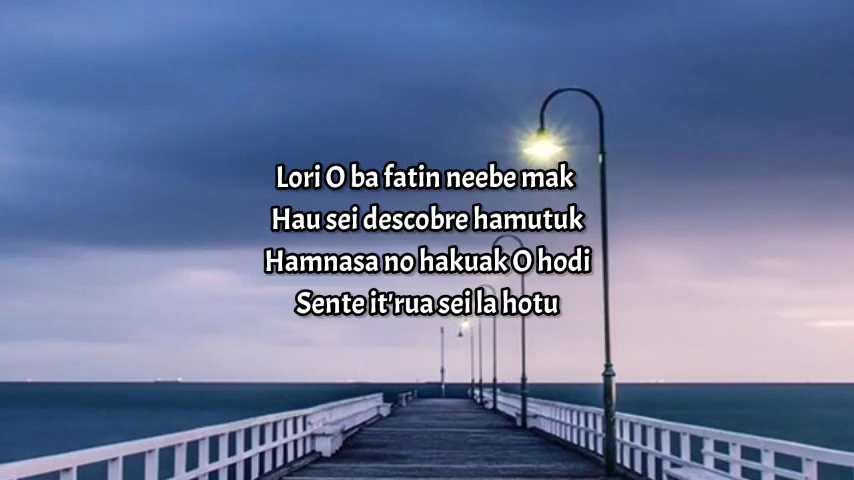 Lori O ba fatin neebe mak
Hau sei descobre hamutuk
Hamnasa no hakuak O hodi
Sente it'rua sei la hotu